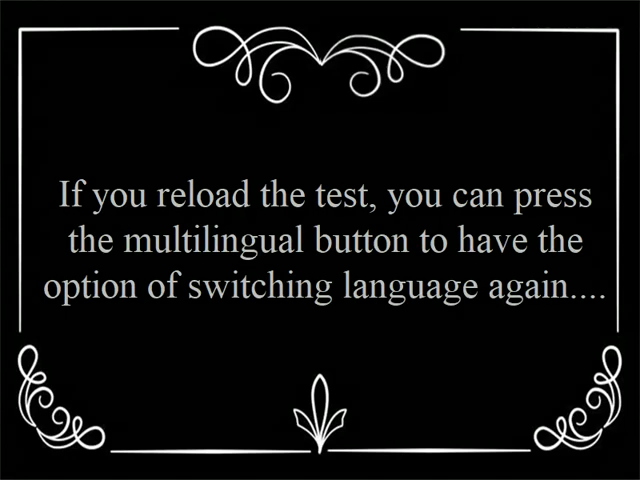 If you reload the test, you can press
the multilingual button to have the
option of switching language again....